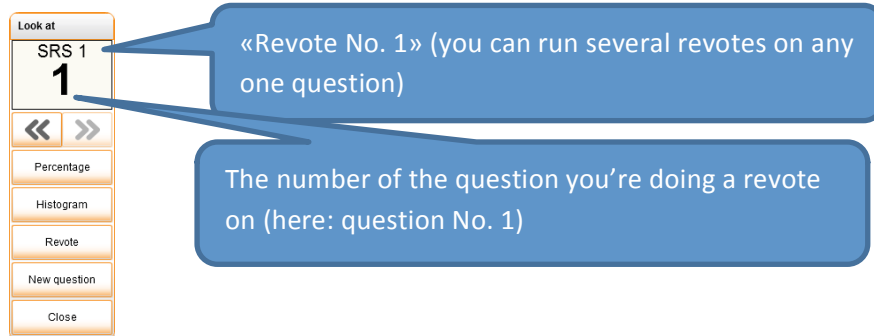 Look at
SRS 1
1
Percentage
Histogram
Revote
New question
Close
«Revote No. 1» (you can run several revotes on any
one question)
The number of the question you’re doing a revote
on (here: question No. 1)